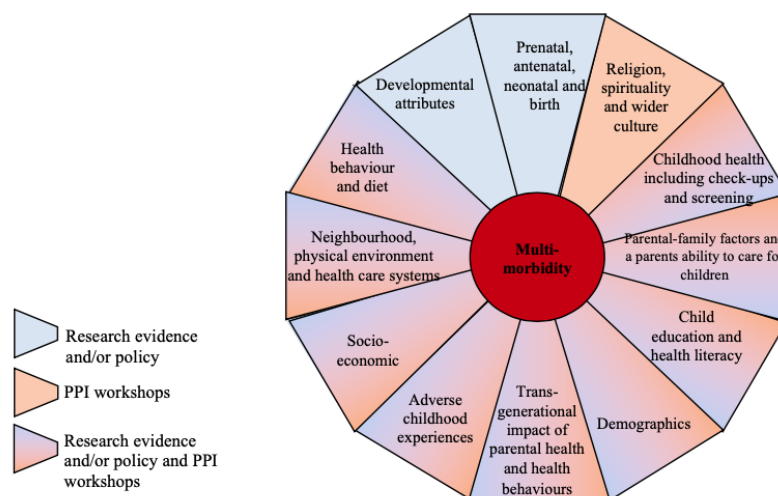 Prenatal,
antenatal,
neonatal and
birth
Religion,
spirituality
and wider
culture
Childhood health
including check-ups
and screening
Parental-family factors and
a parents ability to care fo
children
Child
education and
health literacy
Demographics
Trans-
generational
impact of
parental health
and health
behaviours
Adverse
childhood
experiences
Socio-
economic
Neighbourhood,
physical environment
and health care systems
Health
behaviour
and diet
Developmental
attributes
Multi-
morbidity
Research evidence
and/or policy
PPI workshops
Research evidence
and/or policy and PPI
workshops